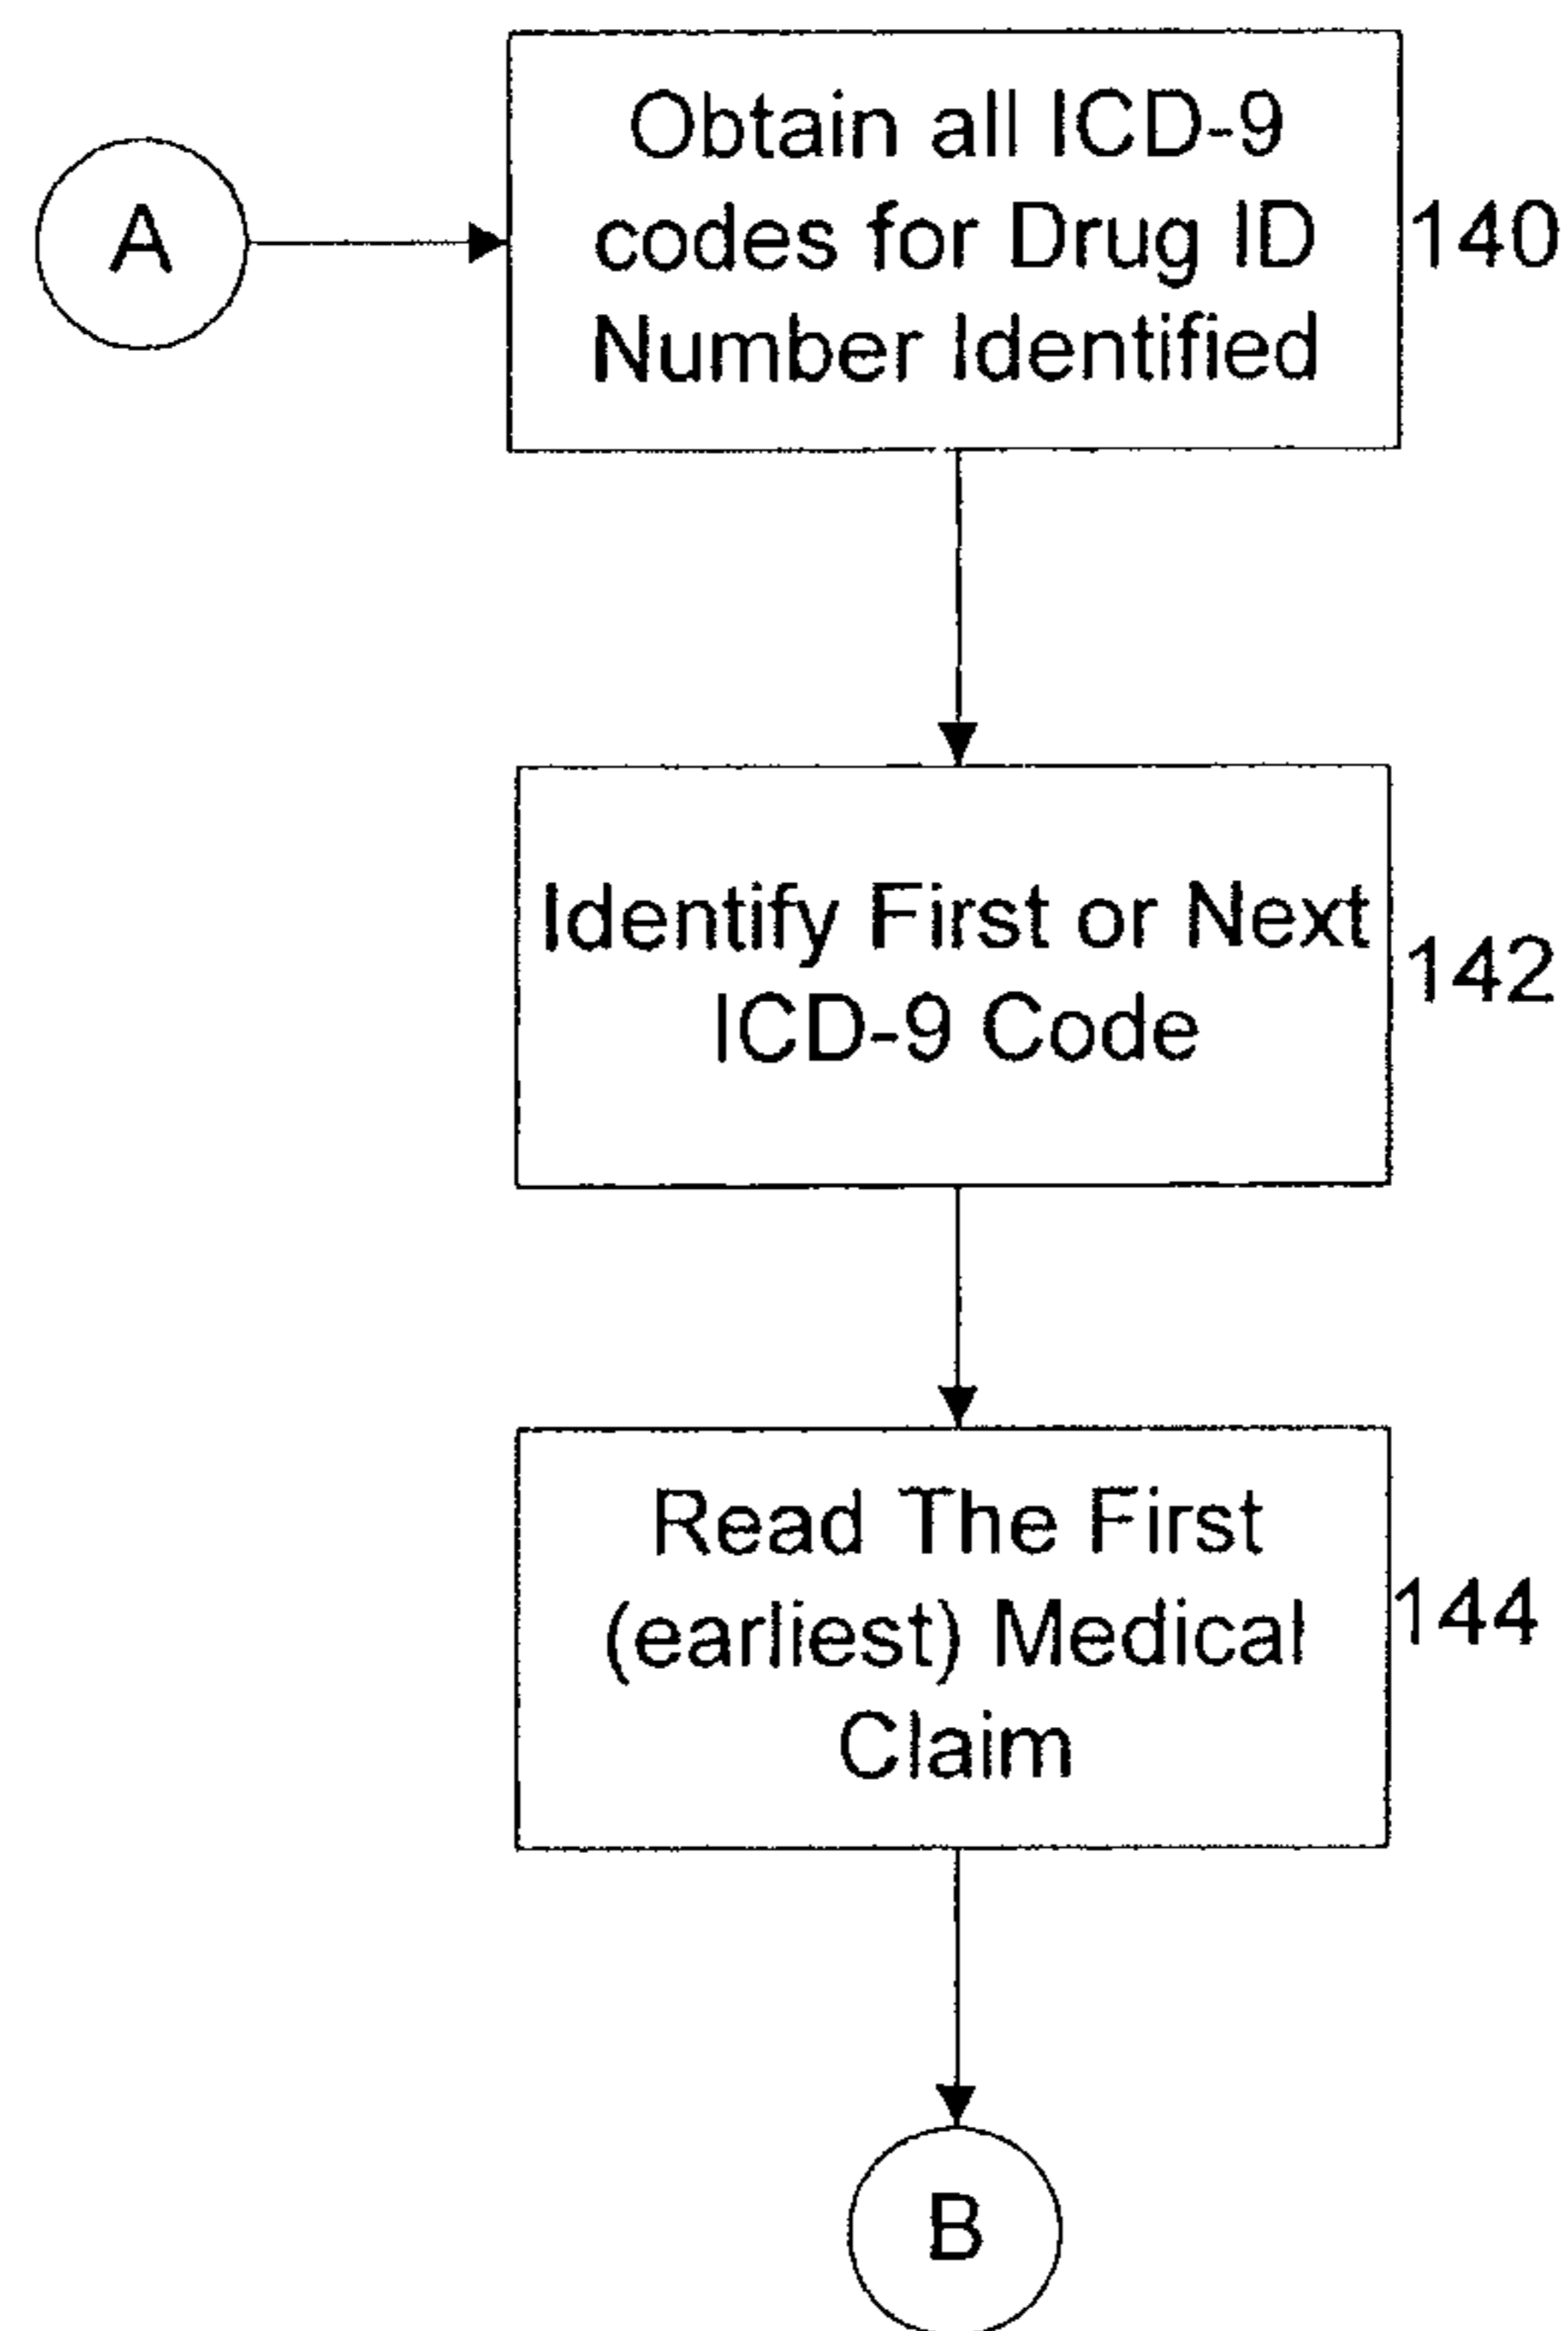 A
Obtain all ICD-9
codes for Drug ID
Number Identified
140
Identify First or Next
ICD-9 Code
142
Read The First
(earliest) Medical
Claim
144
B